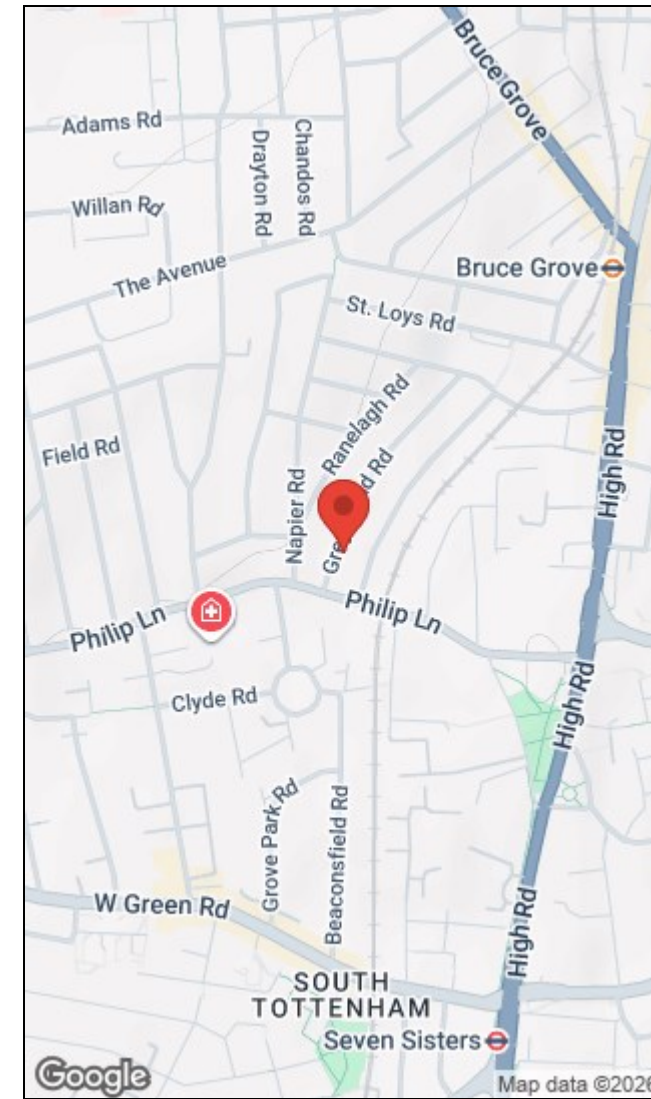 Bruce Grove
Adams Rd
Drayton Rd
Chandos Rd
Willan Rd
The Avenue
Bruce Grove
St. Loys Rd
Ranelagh Rd
Field Rd
High Rd
Napier Rd
Philip Ln
Philip Ln
High Rd
Clyde Rd
Grove Park Rd
Beaconsfield Rd
W Green Rd
High Rd
SOUTH
TOTTENHAM
Seven Sisters
Google
Map data ©2026